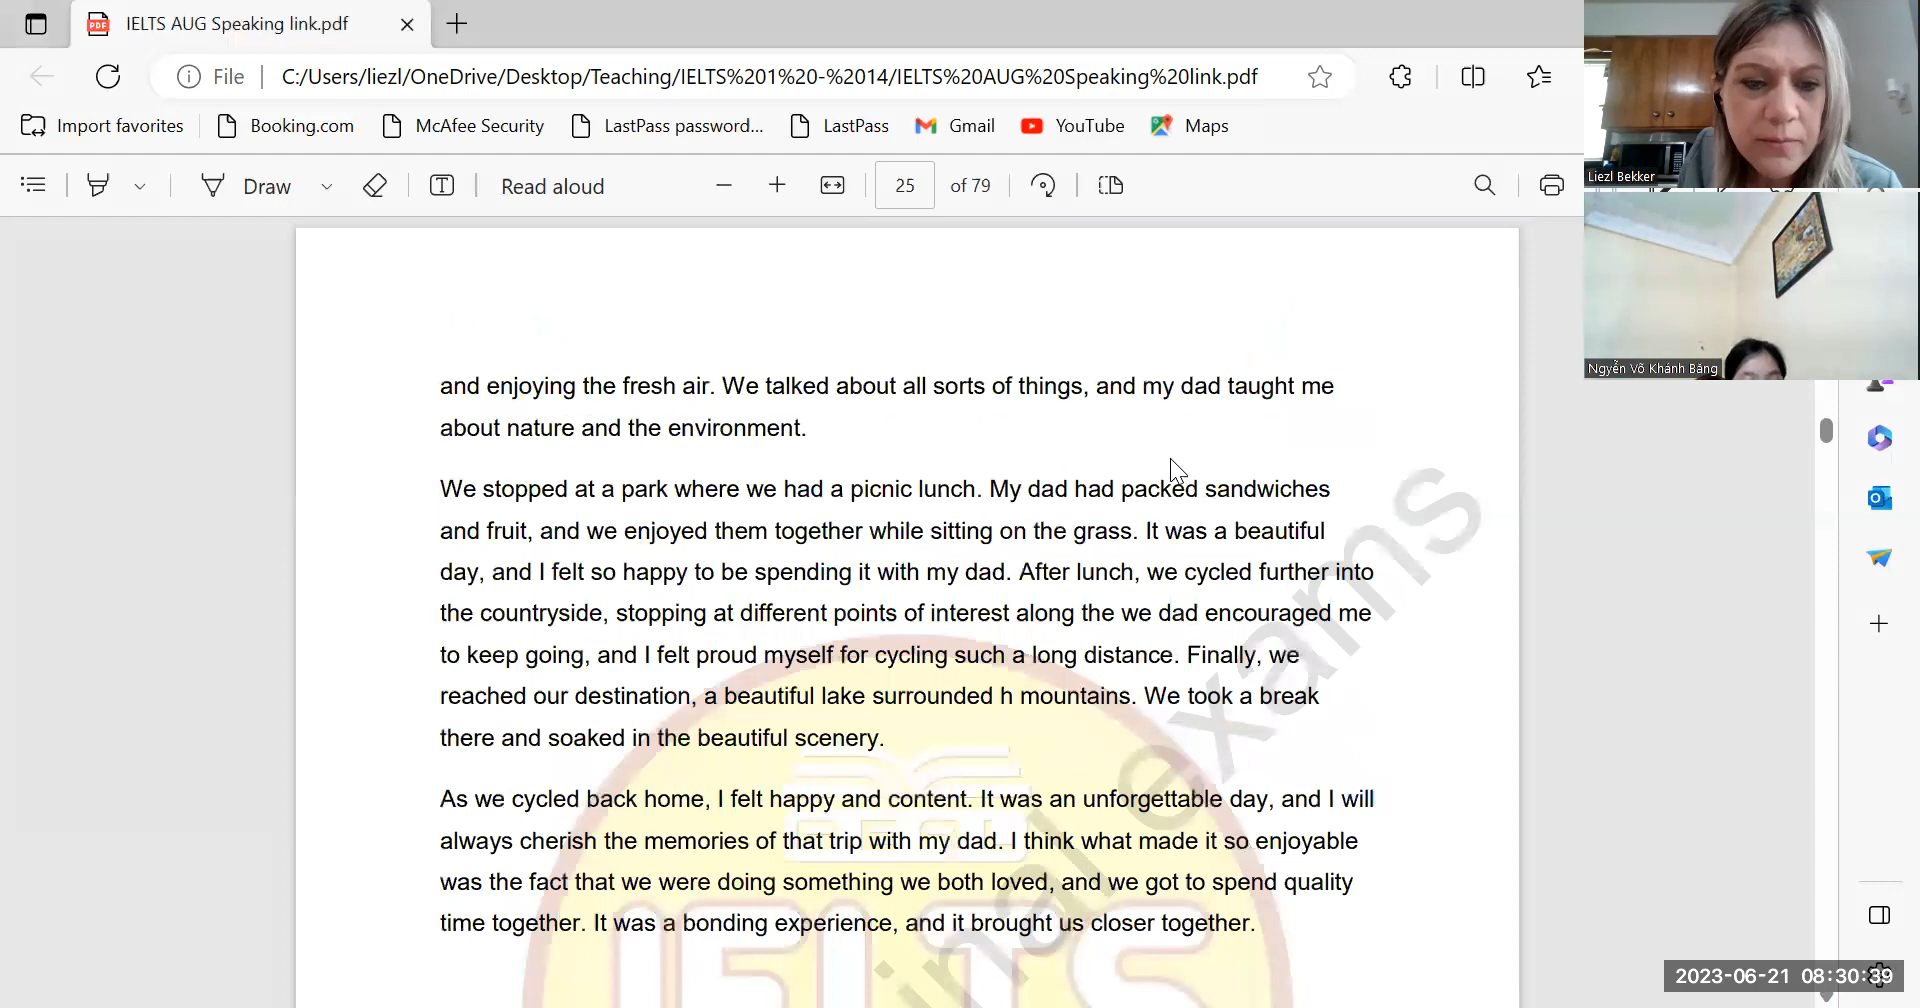 IELTS AUG Speaking link.pdf
File
C:/Users/liezl/OneDrive/Desktop/Teaching/IELTS%201%20-%2014/IELTS%20AUG%20Speaking%20link.pdf
Import favorites
Booking.com
McAfee Security
LastPass password...
LastPass
Gmail
YouTube
Maps
Draw
Read aloud
25
of 79
Liezl Bekker
Ngyễn Võ Khánh Băng
and enjoying the fresh air. We talked about all sorts of things, and my dad taught me
about nature and the environment.
We stopped at a park where we had a picnic lunch. My dad had packed sandwiches
and fruit, and we enjoyed them together while sitting on the grass. It was a beautiful
day, and I felt so happy to be spending it with my dad. After lunch, we cycled further into
the countryside, stopping at different points of interest along the we dad encouraged me
to keep going, and I felt proud myself for cycling such a long distance. Finally, we
reached our destination, a beautiful lake surrounded h mountains. We took a break
there and soaked in the beautiful scenery.
As we cycled back home, I felt happy and content. It was an unforgettable day, and I will
always cherish the memories of that trip with my dad. I think what made it so enjoyable
was the fact that we were doing something we both loved, and we got to spend quality
time together. It was a bonding experience, and it brought us closer together.
exams
IELTS
2023-06-21 08:30:39